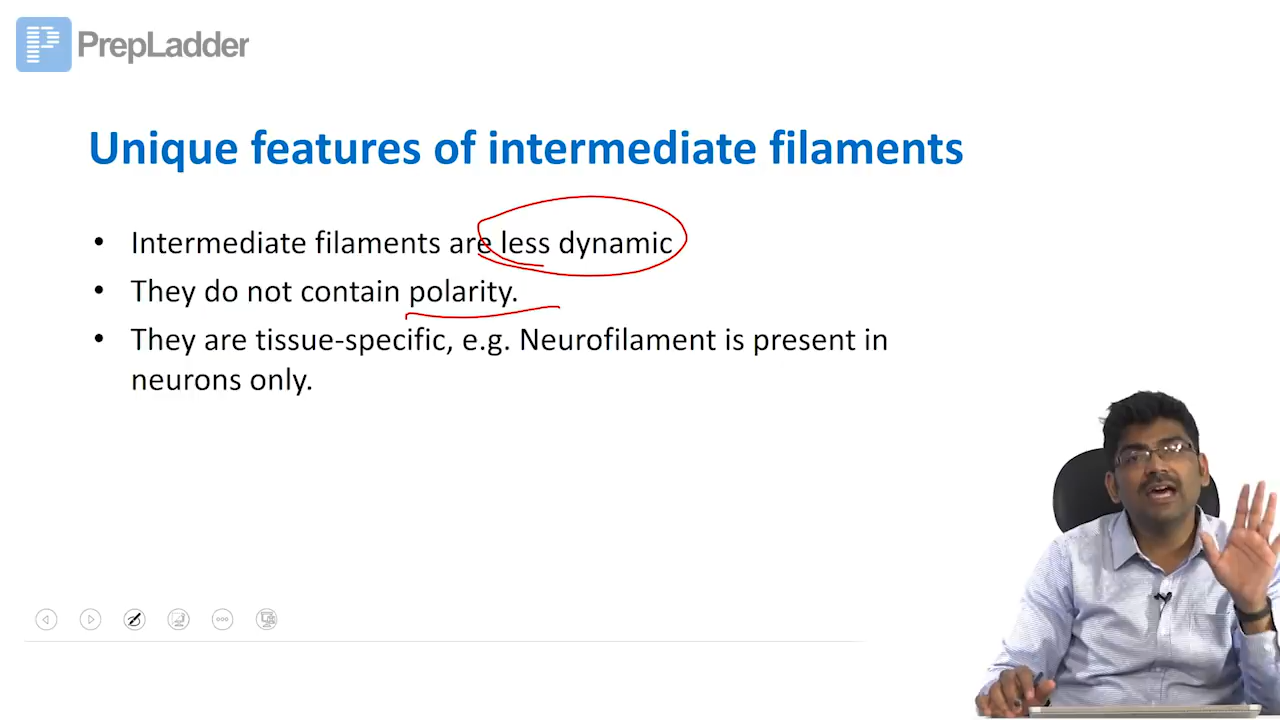 PrepLadder
Unique features of intermediate filaments
• Intermediate filaments are less dynamic
• They do not contain polarity.
• They are tissue-specific, e.g. Neurofilament is present in
neurons only.